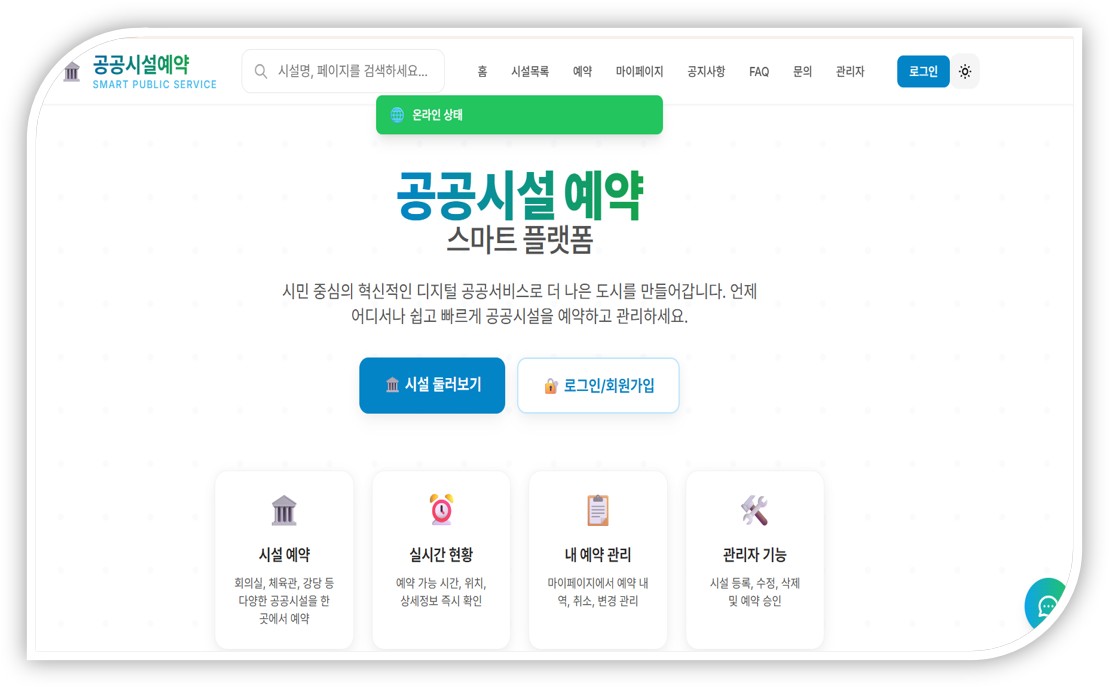 공공시설예약
SMART PUBLIC SERVICE
시설명, 페이지를 검색하세요...
홈
시설목록
예약
마이페이지
공지사항
FAQ
문의
관리자
로그인
온라인 상태
공공시설 예약
스마트 플랫폼
시민 중심의 혁신적인 디지털 공공서비스로 더 나은 도시를 만들어갑니다. 언제
어디서나 쉽고 빠르게 공공시설을 예약하고 관리하세요.
시설 둘러보기
로그인/회원가입
시설 예약
회의실, 체육관, 강당 등
다양한 공공시설을 한
곳에서 예약
실시간 현황
예약 가능 시간, 위치,
상세정보 즉시 확인
내 예약 관리
마이페이지에서 예약 내
역, 취소, 변경 관리
관리자 기능
시설 등록, 수정, 삭제
및 예약 승인